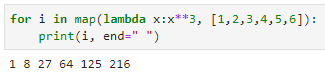 for i in map(lambda x:x**3, [1,2,3,4,5,6]):
    print(i, end=" ")
1 8 27 64 125 216